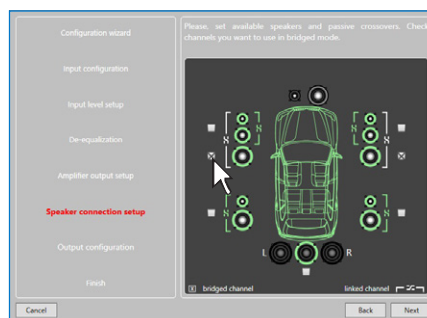 Configuration wizard
Please, set available speakers and passive crossovers. Check
channels you want to use in bridged mode.
Input configuration
Input level setup
De-equalization
Amplifier output setup
Speaker connection setup
Output configuration
Finish
L
R
bridged channel
linked channel
Cancel
Back
Next